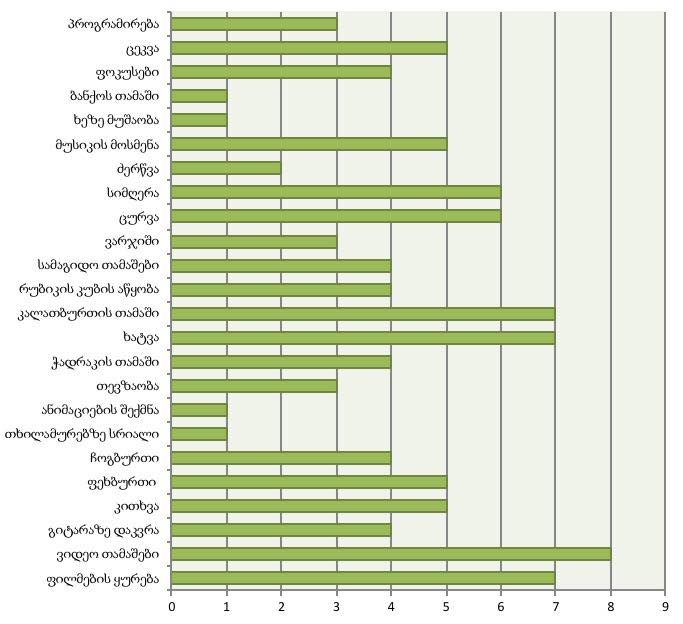 პროგრამირება
ცეკვა
ფოკუსები
ბანქოს თამაში
ხეზე მუშაობა
მუსიკის მოსმენა
ძერწვა
სიმღერა
ცურვა
ვარჯიში
სამაგიდო თამაშები
რუბიკის კუბის აწყობა
კალათბურთის თამაში
ხატვა
ჭადრაკის თამაში
თევზაობა
ანიმაციების შექმნა
თხილამურებზე სრიალი
ჩოგბურთი
ფეხბურთი
კითხვა
გიტარაზე დაკვრა
ვიდეო თამაშები
ფილმების ყურება
0 1 2 3 4 5 6 7 8 9